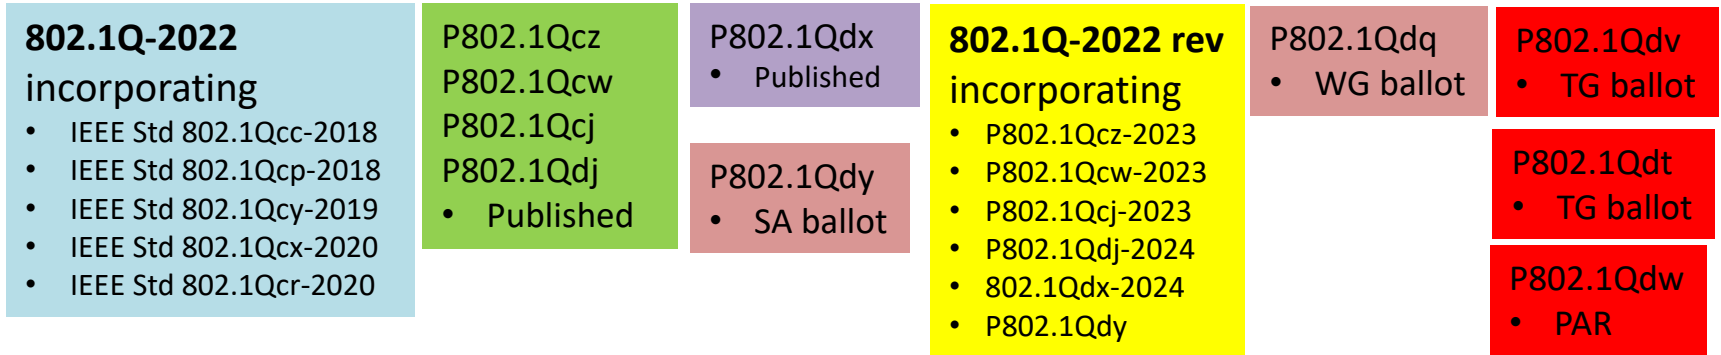 802.1Q-2022
incorporating
• IEEE Std 802.1Qcc-2018
• IEEE Std 802.1Qcp-2018
• IEEE Std 802.1Qcy-2019
• IEEE Std 802.1Qcx-2020
• IEEE Std 802.1Qcr-2020
P802.1Qcz
P802.1Qcw
P802.1Qcj
P802.1Qdj
• Published
P802.1Qdx
• Published
P802.1Qdy
• SA ballot
802.1Q-2022 rev
incorporating
• P802.1Qcz-2023
• P802.1Qcw-2023
• P802.1Qcj-2023
• P802.1Qdj-2024
• 802.1Qdx-2024
• P802.1Qdy
P802.1Qdq
• WG ballot
P802.1Qdv
• TG ballot
P802.1Qdt
• TG ballot
P802.1Qdw
• PAR